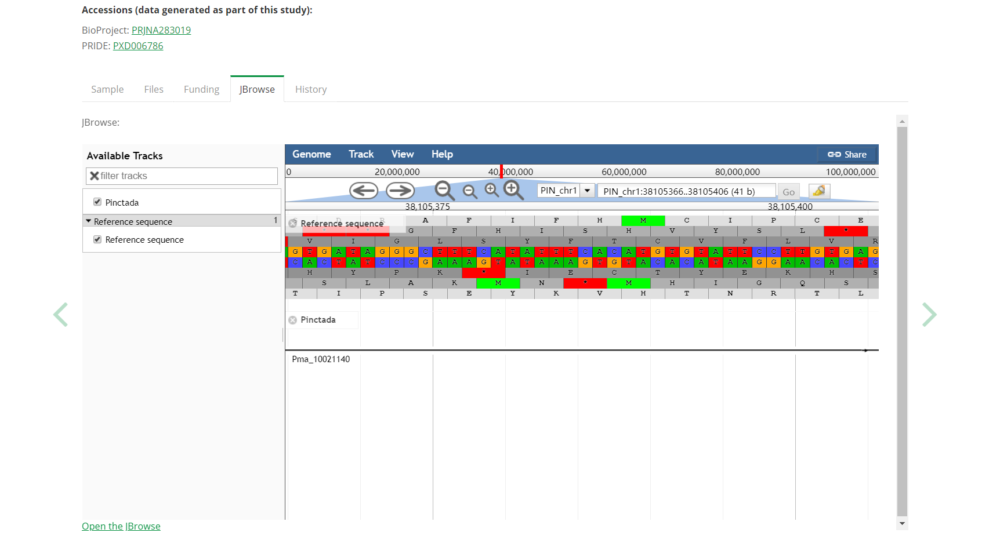 Accessions (data generated as part of this study):
BioProject: PRJNA283019
PRIDE: PXD006786
Sample Files Funding JBrowse History
JBrowse:
Available Tracks
filter tracks
Pinctada
Reference sequence 1
Reference sequence
Genome Track View Help Share
0 20,000,000 40,000,000 60,000,000 80,000,000 100,000,000
PIN_chr1 PIN_chr1:38105366..38105406 (41 b) Go
38,105,375 38,105,400
Reference sequence
A F I F H M C I P C E
G F H I S H V Y S L *
V I G L S Y F T C V F L V R
G T G A T A G G G C T T T C A T A T T T C A C A T G T G T A T T C C T T G T G A G
C A C T A T C C C G A A A G T A T A A A G T G T A C A C A T A A G G A A C A C T C
H Y P K * I E C T Y E K H S
S L A K M N * M H I G Q S
T I P S E Y K V H T N R T L
Pinctada
Pma_10021140
Open the JBrowse